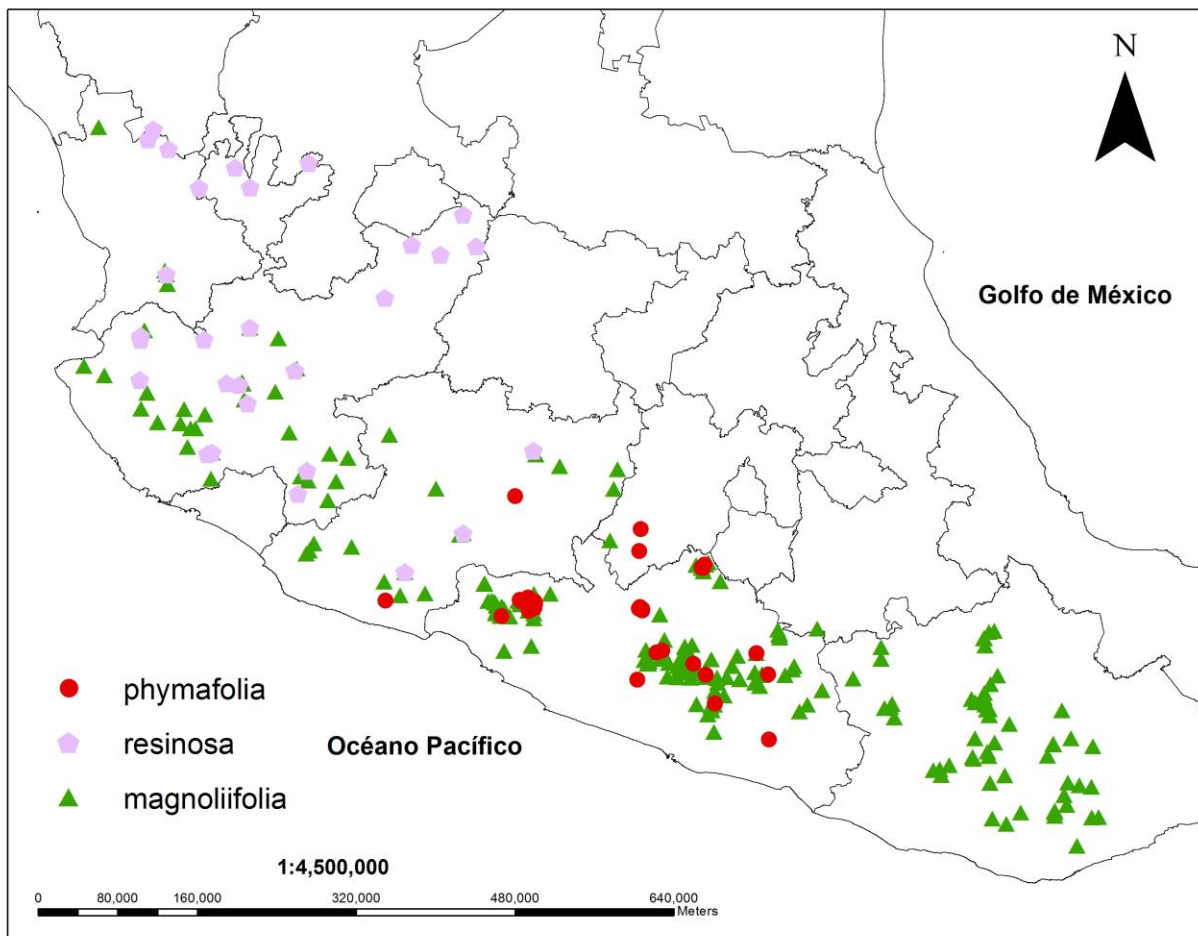 N
Golfo de México
phymafolia
resinosa
Océano Pacífico
magnoliifolia
1:4,500,000
0 80,000 160,000 320,000 480,000 640,000
Meters